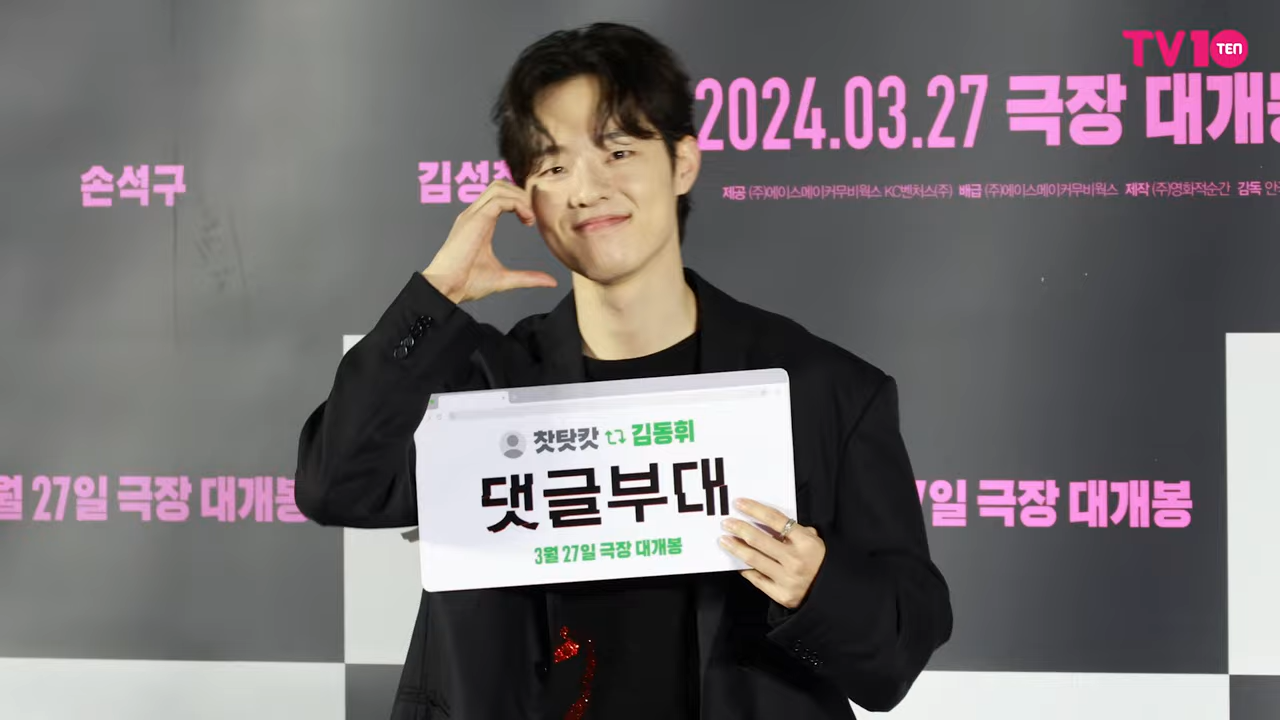 TV10
TEN
2024.03.27 극장 대개봉
손석구
김성
제공 (주)에이스메이커무비웍스 KC벤처스(주) 배급 (주)에이스메이커무비웍스 제작 (주)영화적순간 감독
찻탓캇 김동휘
댓글부대
3월 27일 극장 대개봉
월 27일 극장 대개봉
일 극장 대개봉